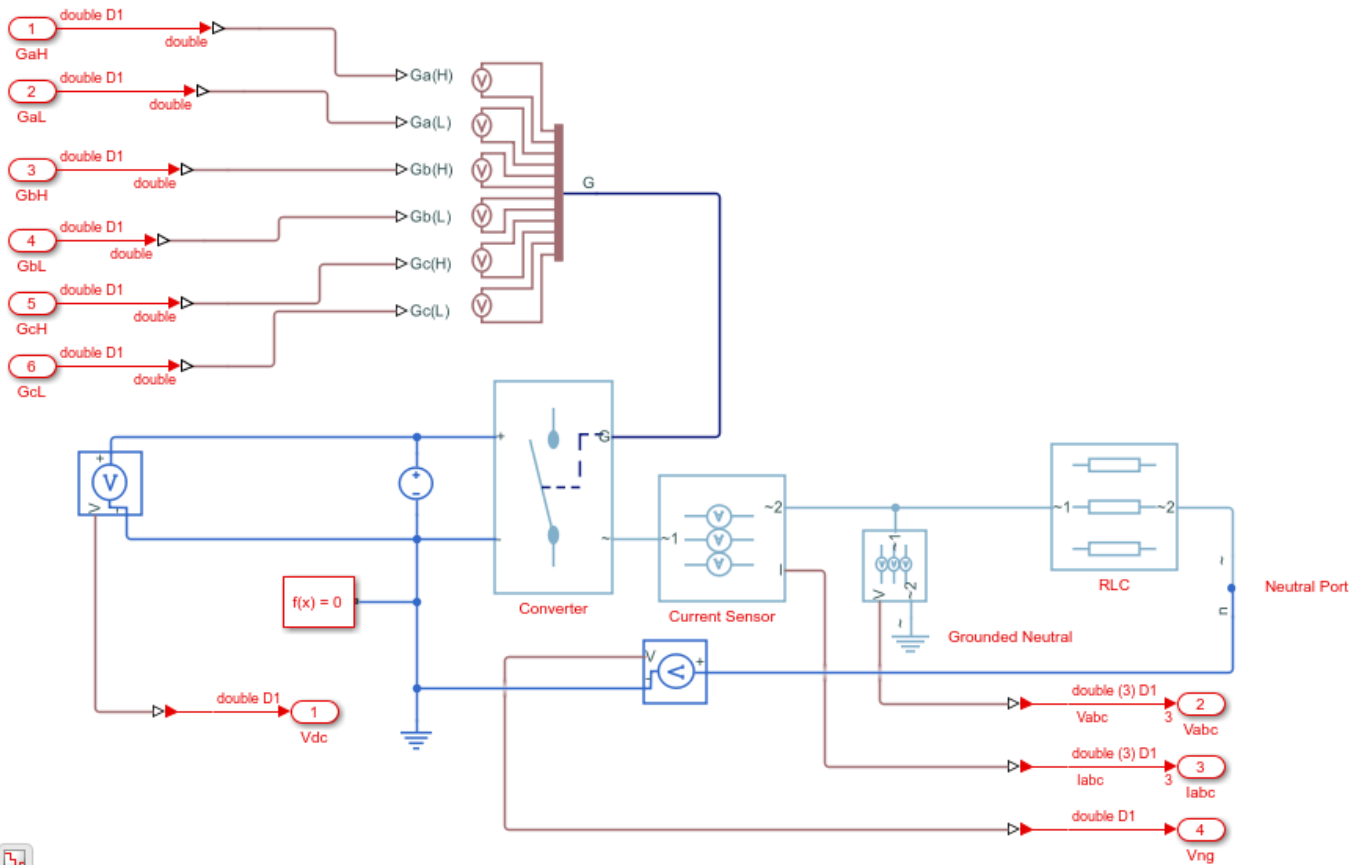 double D1
1
double
GaH
Ga(H)
double D1
2
double
GaL
Ga(L)
double D1
3
double
GbH
Gb(H)
G
double D1
4
double
GbL
Gb(L)
double D1
5
double
GcH
Gc(H)
double D1
6
double
GcL
Gc(L)
+
G
-
~
Converter
V
+
-
V
+
-
f(x) = 0
~1
~2
I
Current Sensor
~1
V
~2
~
Grounded Neutral
~1
~2
RLC
~
n
Neutral Port
V
+
-
V
double D1
1
Vdc
double (3) D1
2
Vabc
3
Vabc
double (3) D1
3
Iabc
3
Iabc
double D1
4
Vng